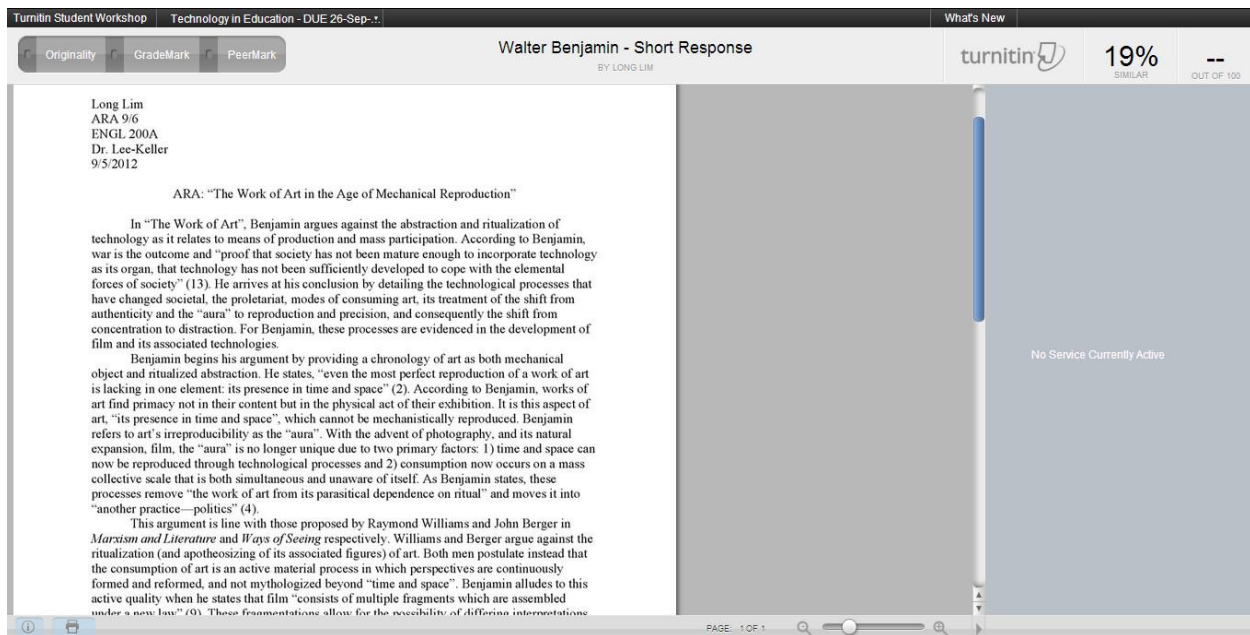 Turnitin Student Workshop Technology in Education - DUE 26-Sep-.. What's New
Originality GradeMark PeerMark
Walter Benjamin - Short Response
BY LONG LIM
turnitin
19%
SIMILAR
--
OUT OF 100
Long Lim
ARA 9/6
ENGL 200A
Dr. Lee-Keller
9/5/2012
ARA: “The Work of Art in the Age of Mechanical Reproduction”
In “The Work of Art”, Benjamin argues against the abstraction and ritualization of
technology as it relates to means of production and mass participation. According to Benjamin,
war is the outcome and “proof that society has not been mature enough to incorporate technology
as its organ, that technology has not been sufficiently developed to cope with the elemental
forces of society” (13). He arrives at his conclusion by detailing the technological processes that
have changed societal, the proletariat, modes of consuming art, its treatment of the shift from
authenticity and the “aura” to reproduction and precision, and consequently the shift from
concentration to distraction. For Benjamin, these processes are evidenced in the development of
film and its associated technologies.
Benjamin begins his argument by providing a chronology of art as both mechanical
object and ritualized abstraction. He states, “even the most perfect reproduction of a work of art
is lacking in one element: its presence in time and space” (2). According to Benjamin, works of
art find primacy not in their content but in the physical act of their exhibition. It is this aspect of
art, “its presence in time and space”, which cannot be mechanistically reproduced. Benjamin
refers to art’s irreproducibility as the “aura”. With the advent of photography, and its natural
expansion, film, the “aura” is no longer unique due to two primary factors: 1) time and space can
now be reproduced through technological processes and 2) consumption now occurs on a mass
collective scale that is both simultaneous and unaware of itself. As Benjamin states, these
processes remove “the work of art from its parasitical dependence on ritual” and moves it into
“another practice—politics” (4).
This argument is line with those proposed by Raymond Williams and John Berger in
Marxism and Literature and Ways of Seeing respectively. Williams and Berger argue against the
ritualization (and apotheosizing of its associated figures) of art. Both men postulate instead that
the consumption of art is an active material process in which perspectives are continuously
formed and reformed, and not mythologized beyond “time and space”. Benjamin alludes to this
active quality when he states that film “consists of multiple fragments which are assembled
under a new law” (9). These fragmentations allow for the possibility of differing interpretations
No Service Currently Active
PAGE: 1 OF 1